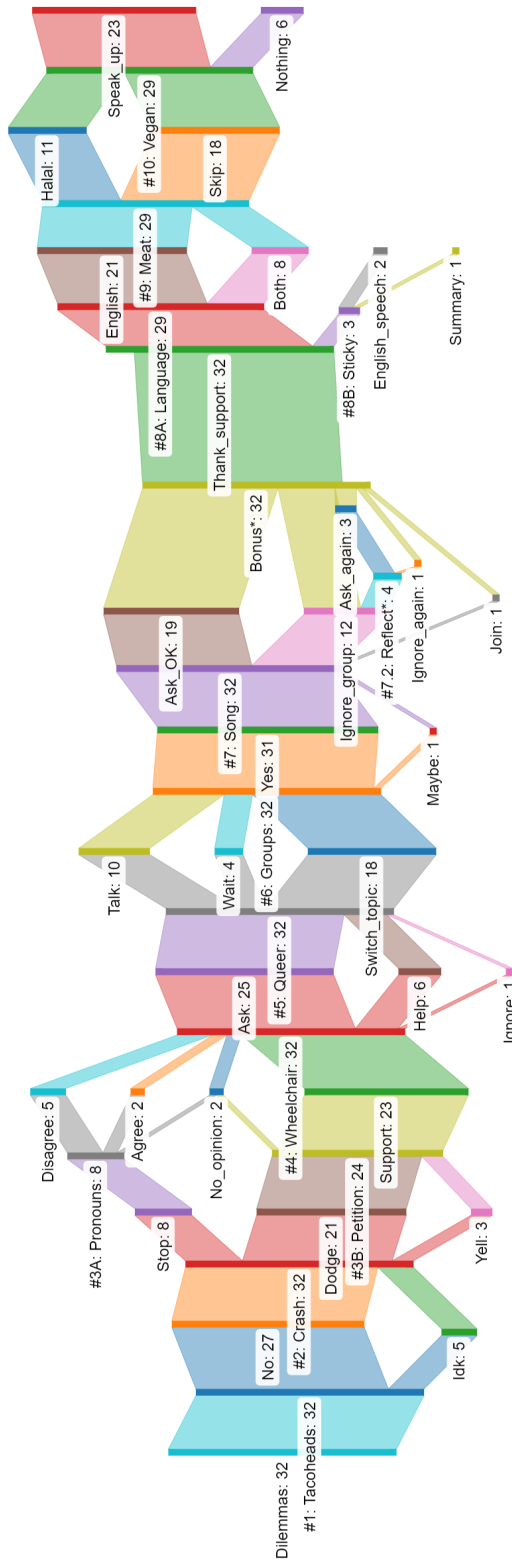 Dilemmas: 32
#1: Tacoheads: 32
No: 27
Idk: 5
#2: Crash: 32
Stop: 8
Dodge: 21
Yell: 3
#3A: Pronouns: 8
#3B: Petition: 24
Disagree: 5
Agree: 2
No_opinion: 2
Support: 23
#4: Wheelchair: 32
Ask: 25
Help: 6
Ignore: 1
#5: Queer: 32
Talk: 10
Wait: 4
Switch_topic: 18
#6: Groups: 32
Yes: 31
Maybe: 1
#7: Song: 32
Ask_OK: 19
Ignore_group: 12
Join: 1
#7.2: Reflect*: 4
Ask_again: 3
Ignore_again: 1
Bonus*: 32
Thank_support: 32
#8A: Language: 29
#8B: Sticky: 3
English: 21
Both: 8
English_speech: 2
Summary: 1
#9: Meat: 29
Halal: 11
Skip: 18
#10: Vegan: 29
Speak_up: 23
Nothing: 6